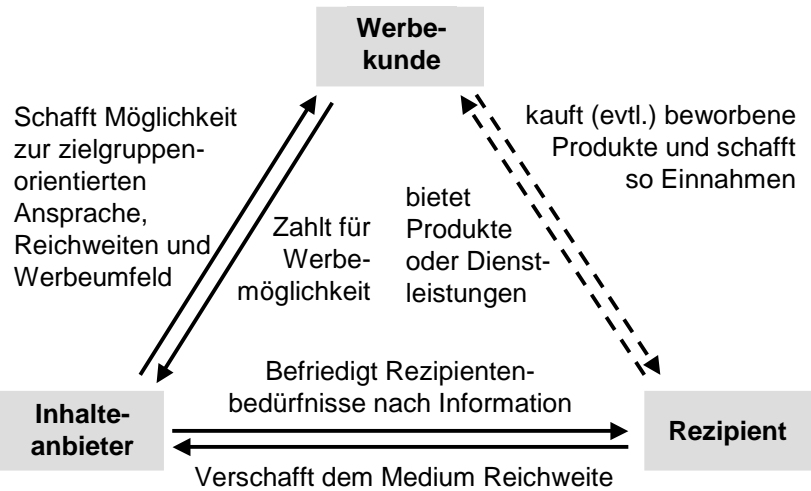 Werbe-
kunde
Schafft Möglichkeit
zur zielgruppen-
orientierten
Ansprache,
Reichweiten und
Werbeumfeld
Zahlt für
Werbe-
möglichkeit
bietet
Produkte
oder Dienst-
leistungen
kauft (evtl.) beworbene
Produkte und schafft
so Einnahmen
Inhalte-
anbieter
Befriedigt Rezipienten-
bedürfnisse nach Information
Verschafft dem Medium Reichweite
Rezipient